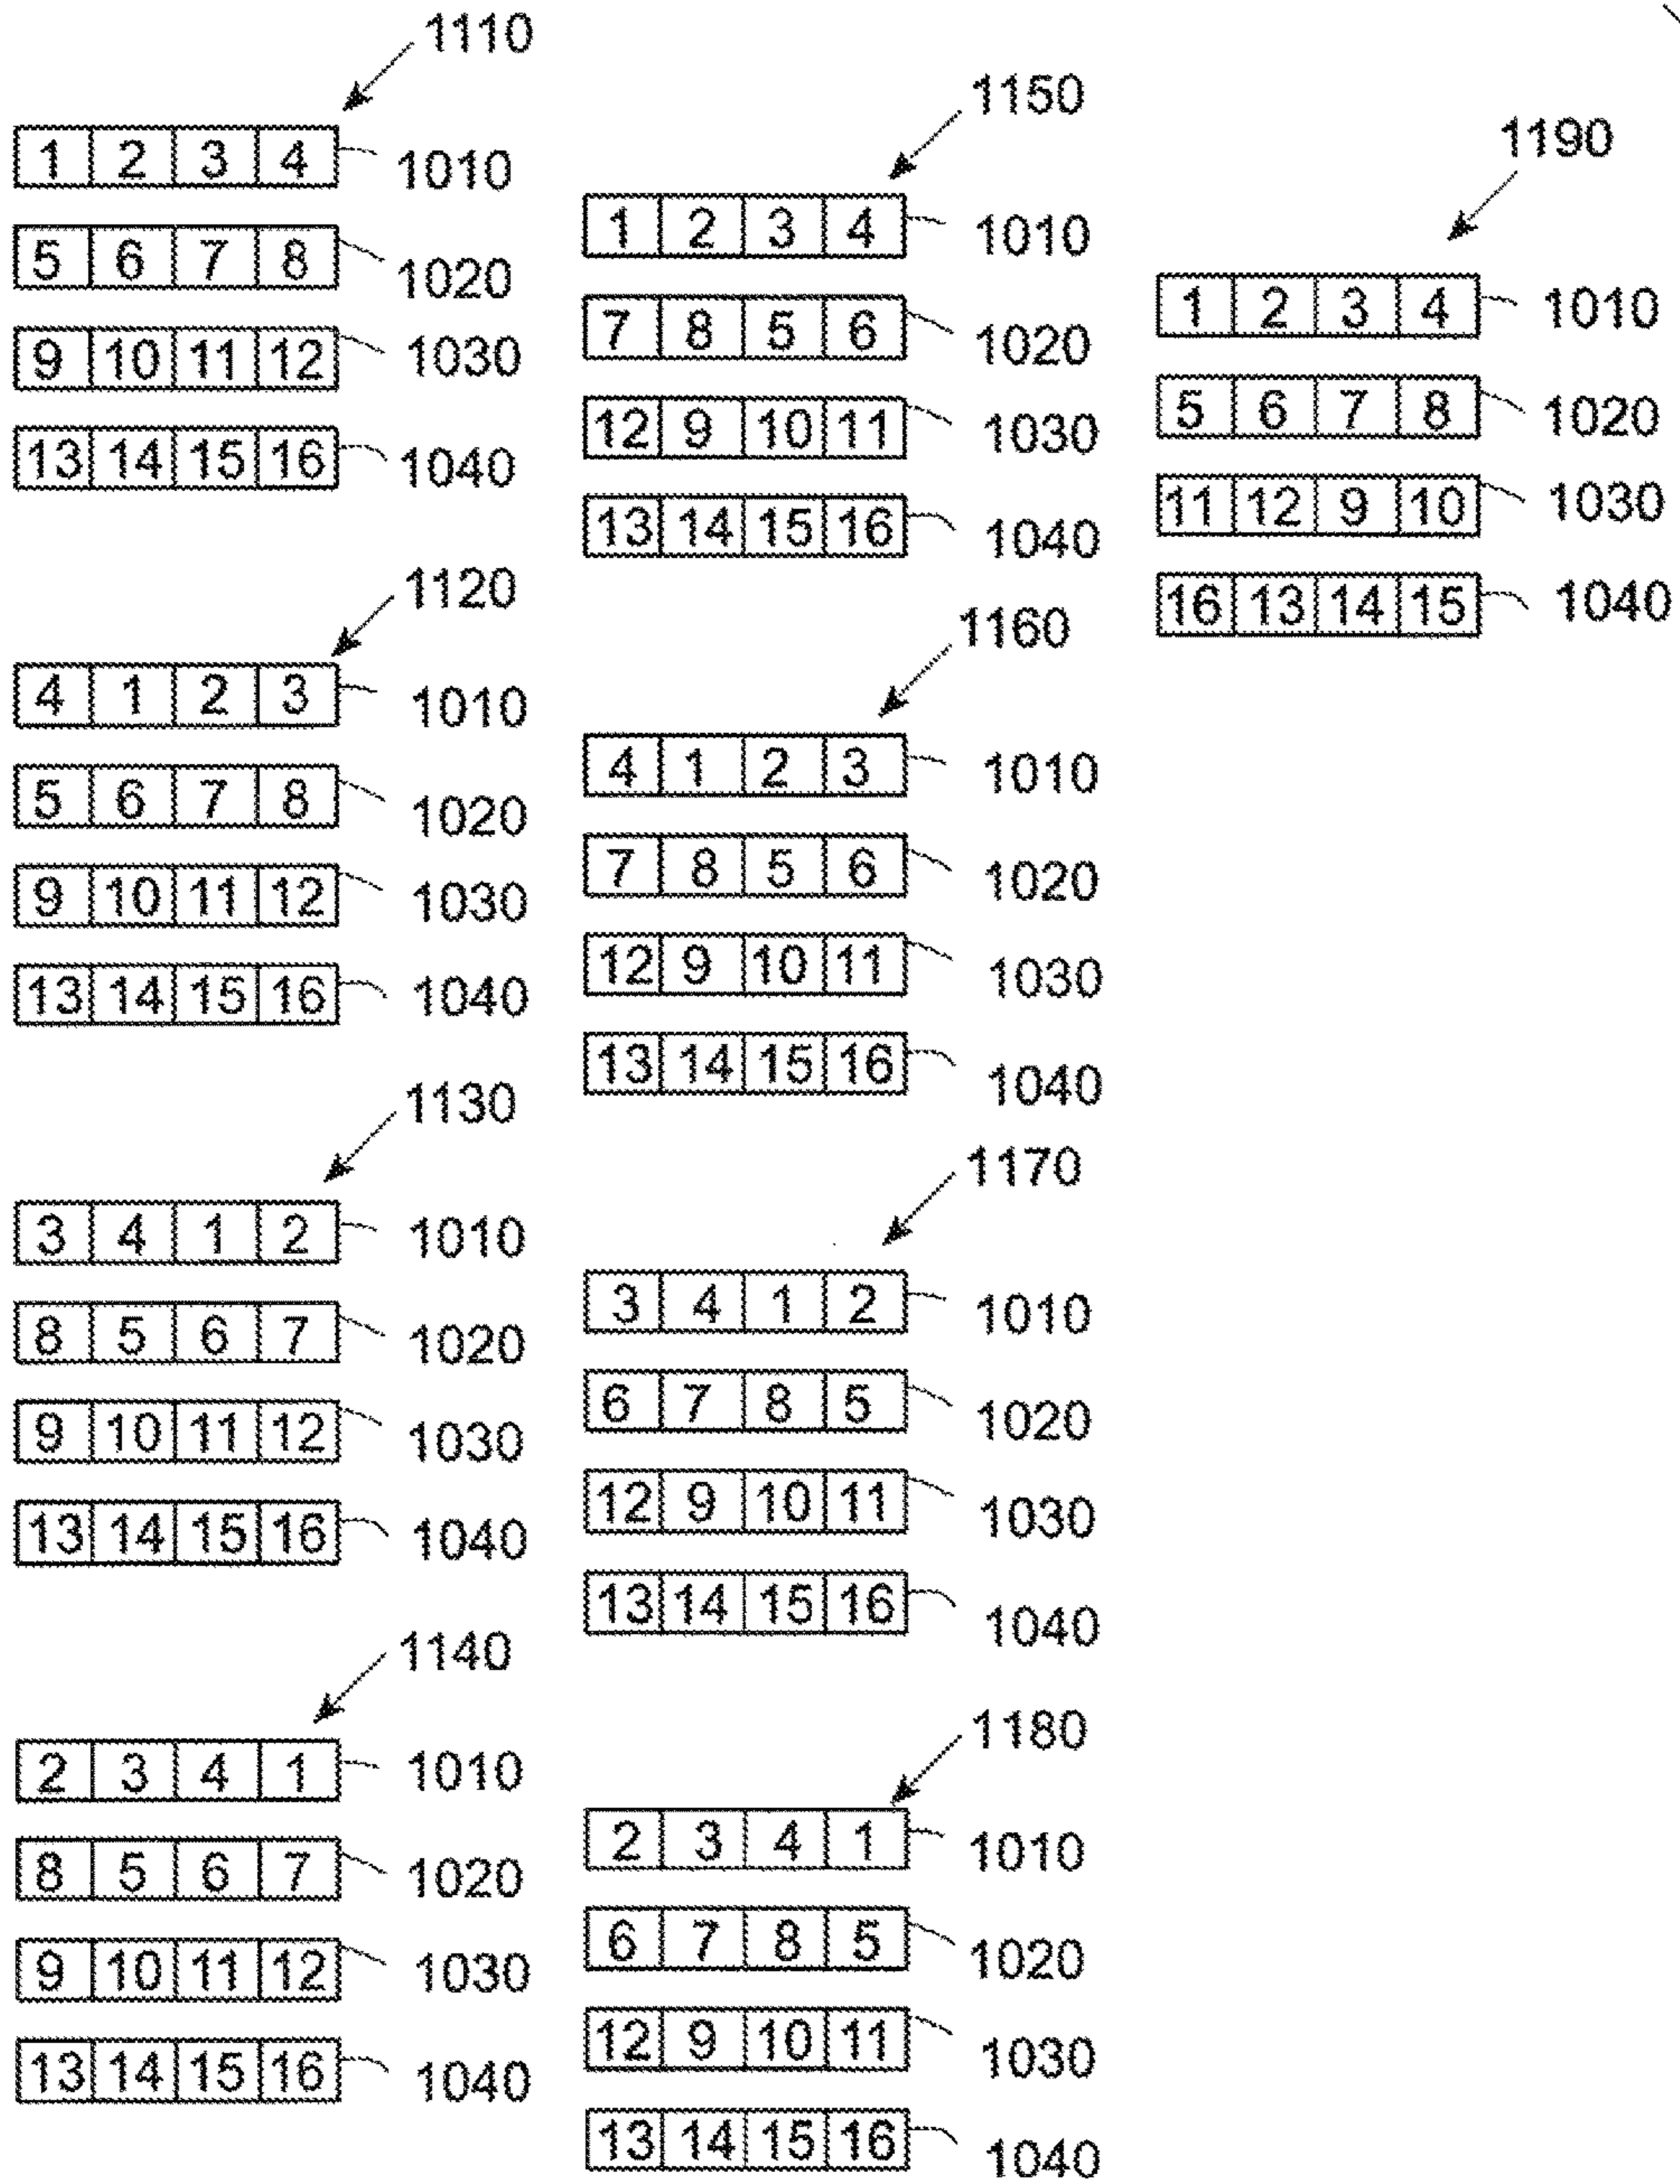 1110
1 2 3 4 1010
5 6 7 8 1020
9 10 11 12 1030
13 14 15 16 1040
1120
4 1 2 3 1010
5 6 7 8 1020
9 10 11 12 1030
13 14 15 16 1040
1130
3 4 1 2 1010
8 5 6 7 1020
9 10 11 12 1030
13 14 15 16 1040
1140
2 3 4 1 1010
8 5 6 7 1020
9 10 11 12 1030
13 14 15 16 1040
1150
1 2 3 4 1010
7 8 5 6 1020
12 9 10 11 1030
13 14 15 16 1040
1160
4 1 2 3 1010
7 8 5 6 1020
12 9 10 11 1030
13 14 15 16 1040
1170
3 4 1 2 1010
6 7 8 5 1020
12 9 10 11 1030
13 14 15 16 1040
1180
2 3 4 1 1010
6 7 8 5 1020
12 9 10 11 1030
13 14 15 16 1040
1190
1 2 3 4 1010
5 6 7 8 1020
11 12 9 10 1030
16 13 14 15 1040